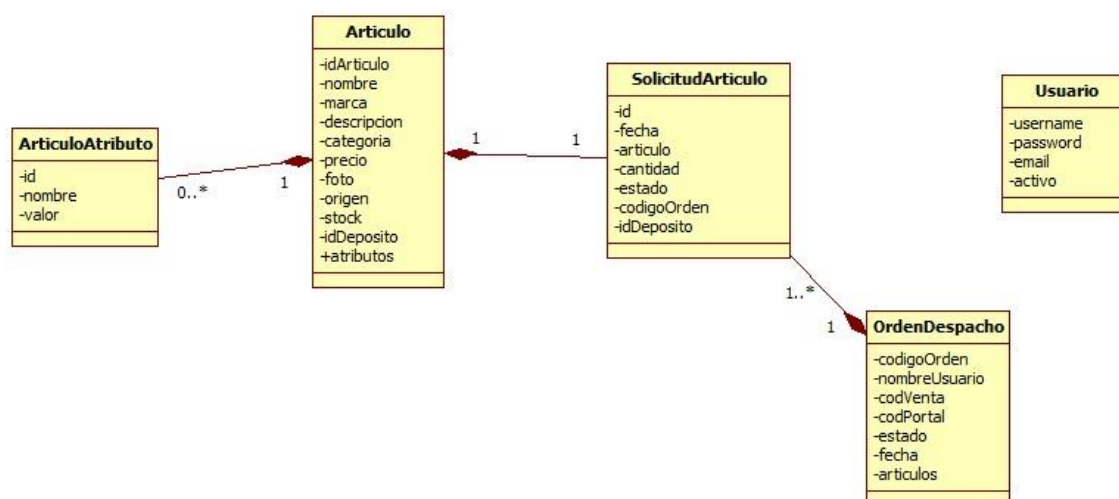 ArticuloAtributo
-id
-nombre
-valor
0..*
1
Articulo
-idArticulo
-nombre
-marca
-descripcion
-categoria
-precio
-foto
-origen
-stock
-idDeposito
+atributos
1
1
SolicitudArticulo
-id
-fecha
-articulo
-cantidad
-estado
-codigoOrden
-idDeposito
1..*
1
OrdenDespacho
-codigoOrden
-nombreUsuario
-codVenta
-codPortal
-estado
-fecha
-articulos
Usuario
-username
-password
-email
-activo